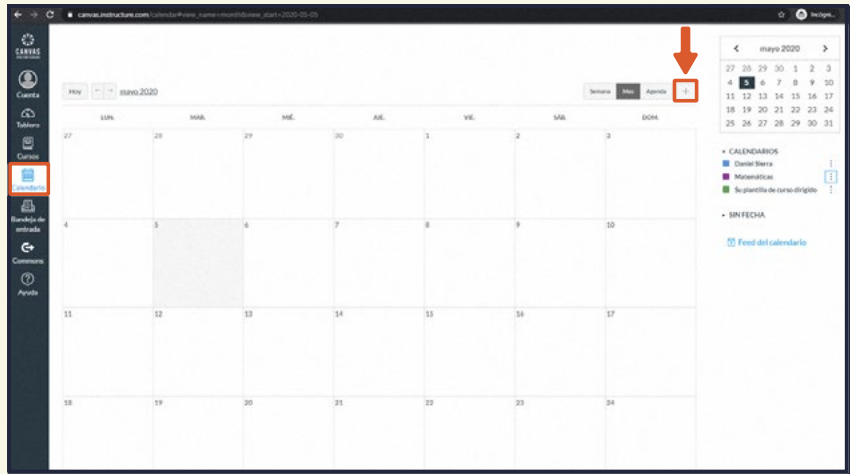 canvas.instructure.com/calendar#view_name=month&view_start=2020-05-05
Incógn...
CANVAS
Cuenta
Tablero
Cursos
Calendario
Bandeja de
entrada
Commons
Ayuda
Hoy mayo 2020 Semana Mes Agenda +
LUN. MAR. MIÉ. JUE. VIE. SÁB. DOM.
27 28 29 30 1 2 3
4 5 6 7 8 9 10
11 12 13 14 15 16 17
18 19 20 21 22 23 24
mayo 2020
27 28 29 30 1 2 3
4 5 6 7 8 9 10
11 12 13 14 15 16 17
18 19 20 21 22 23 24
25 26 27 28 29 30 31
CALENDARIOS
Daniel Sierra
Matemáticas
Su plantilla de curso dirigido
SIN FECHA
Feed del calendario